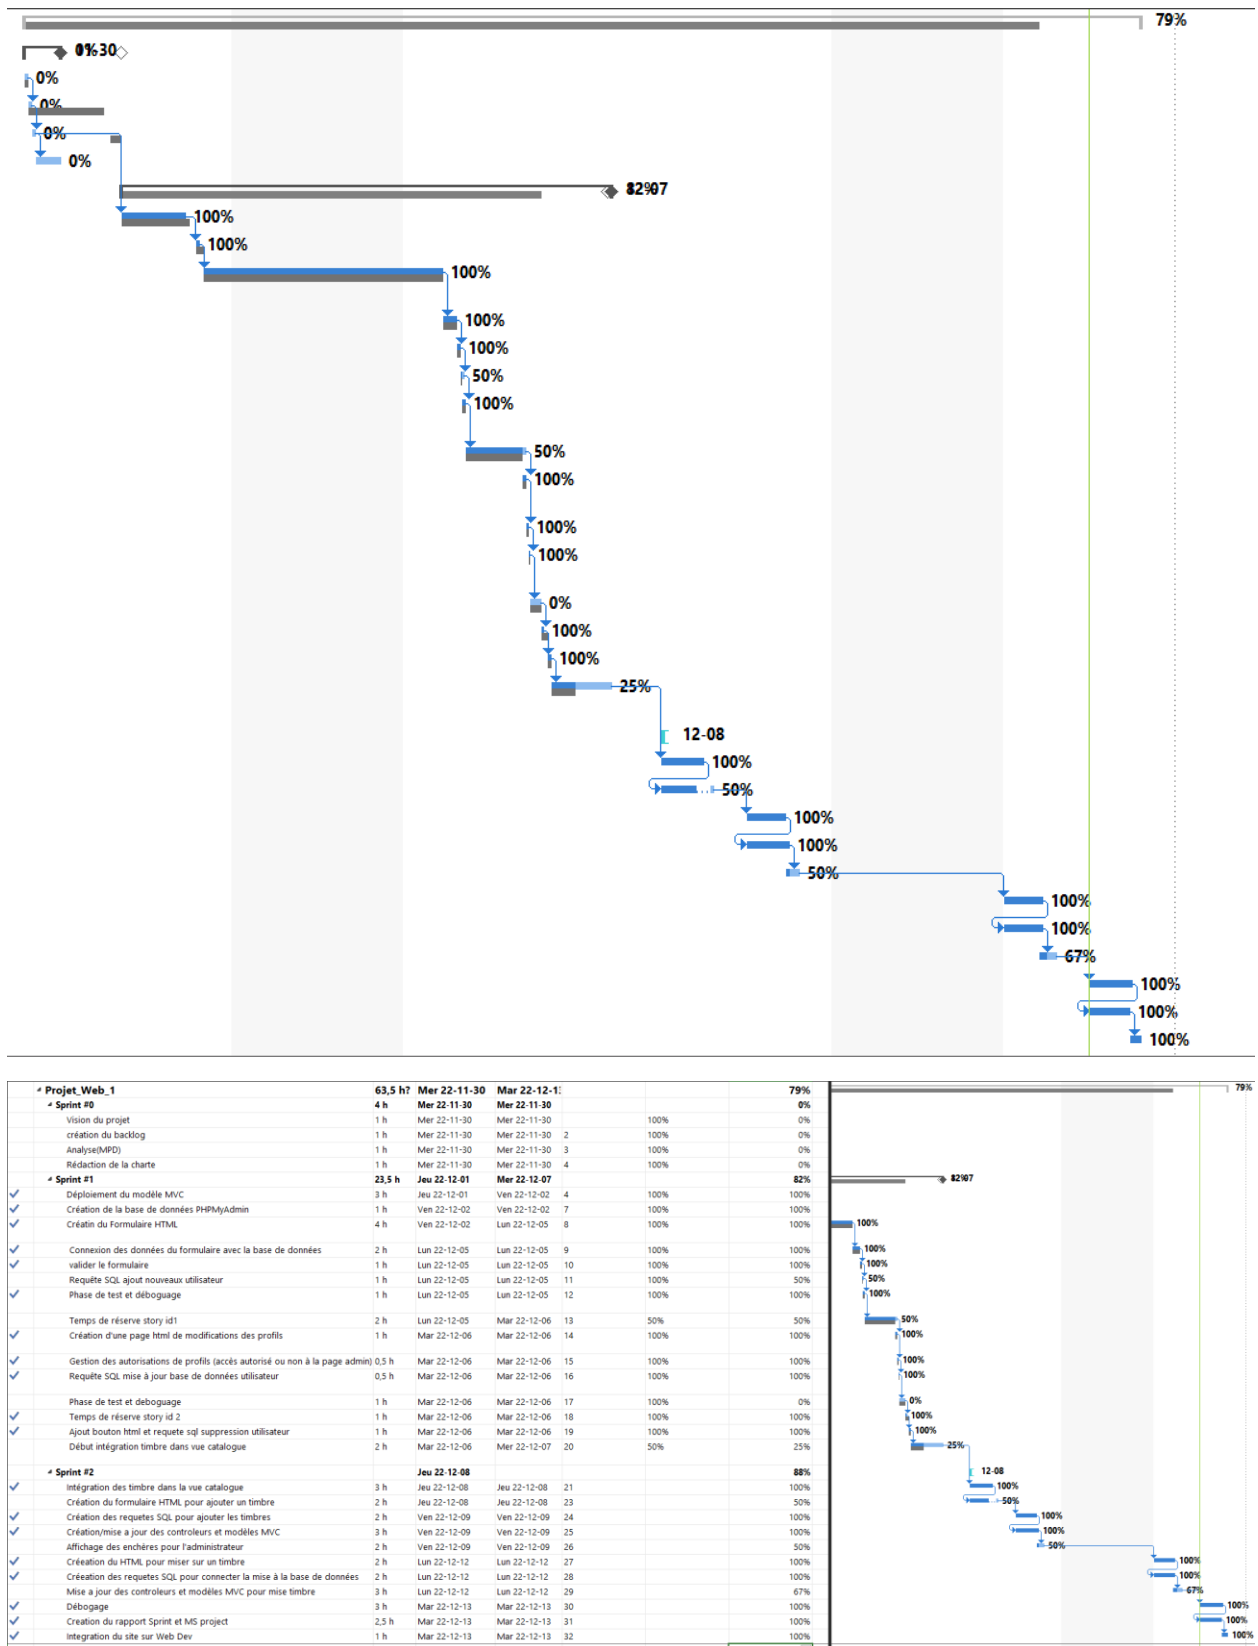 79%
0%
0%
0%
0%
100%
100%
100%
100%
100%
50%
100%
50%
100%
100%
100%
0%
100%
100%
25%
12-08
100%
50%
100%
100%
50%
100%
100%
67%
100%
100%
100%
Projet_Web_1 63,5 h? Mer 22-11-30 Mar 22-12-1 79% 79%
Sprint #0 4 h Mer 22-11-30 Mer 22-11-30 0%
Vision du projet 1 h Mer 22-11-30 Mer 22-11-30 100% 0%
création du backlog 1 h Mer 22-11-30 Mer 22-11-30 2 100% 0%
Analyse(MPD) 1 h Mer 22-11-30 Mer 22-11-30 3 100% 0%
Rédaction de la charte 1 h Mer 22-11-30 Mer 22-11-30 4 100% 0%
Sprint #1 23,5 h Jeu 22-12-01 Mer 22-12-07 82%
Déploiement du modèle MVC 3 h Jeu 22-12-01 Ven 22-12-02 4 100% 100%
Création de la base de données PHPMyAdmin 1 h Ven 22-12-02 Ven 22-12-02 7 100% 100%
Créatin du Formulaire HTML 4 h Ven 22-12-02 Lun 22-12-05 8 100% 100% 100%
Connexion des données du formulaire avec la base de données 2 h Lun 22-12-05 Lun 22-12-05 9 100% 100% 100%
valider le formulaire 1 h Lun 22-12-05 Lun 22-12-05 10 100% 100% 100%
Requête SQL ajout nouveaux utilisateur 1 h Lun 22-12-05 Lun 22-12-05 11 100% 50% 50%
Phase de test et déboguage 1 h Lun 22-12-05 Lun 22-12-05 12 100% 100% 100%
Temps de réserve story id1 2 h Lun 22-12-05 Mar 22-12-06 13 50% 50% 50%
Création d'une page html de modifications des profils 1 h Mar 22-12-06 Mar 22-12-06 14 100% 100% 100%
Gestion des autorisations de profils (accès autorisé ou non à la page admin) 0,5 h Mar 22-12-06 Mar 22-12-06 15 100% 100% 100%
Requête SQL mise à jour base de données utilisateur 0,5 h Mar 22-12-06 Mar 22-12-06 16 100% 100% 100%
Phase de test et deboguage 1 h Mar 22-12-06 Mar 22-12-06 17 100% 0% 0%
Temps de réserve story id 2 1 h Mar 22-12-06 Mar 22-12-06 18 100% 100% 100%
Ajout bouton html et requete sql suppression utilisateur 1 h Mar 22-12-06 Mar 22-12-06 19 100% 100% 100%
Début intégration timbre dans vue catalogue 2 h Mar 22-12-06 Mer 22-12-07 20 50% 25% 25%
Sprint #2 Jeu 22-12-08 88% 12-08
Intégration des timbre dans la vue catalogue 3 h Jeu 22-12-08 Jeu 22-12-08 21 100% 100%
Création du formulaire HTML pour ajouter un timbre 2 h Jeu 22-12-08 Jeu 22-12-08 23 50% 50%
Création des requetes SQL pour ajouter les timbres 2 h Ven 22-12-09 Ven 22-12-09 24 100% 100%
Création/mise a jour des controleurs et modèles MVC 3 h Ven 22-12-09 Ven 22-12-09 25 100% 100%
Affichage des enchères pour l'administrateur 2 h Ven 22-12-09 Ven 22-12-09 26 50% 50%
Créeation du HTML pour miser sur un timbre 2 h Lun 22-12-12 Lun 22-12-12 27 100% 100%
Créeation des requetes SQL pour connecter la mise à la base de données 2 h Lun 22-12-12 Lun 22-12-12 28 100% 100%
Mise a jour des controleurs et modèles MVC pour mise timbre 3 h Lun 22-12-12 Lun 22-12-12 29 67% 67%
Débogage 3 h Mar 22-12-13 Mar 22-12-13 30 100% 100%
Creation du rapport Sprint et MS project 2,5 h Mar 22-12-13 Mar 22-12-13 31 100% 100%
Integration du site sur Web Dev 1 h Mar 22-12-13 Mar 22-12-13 32 100% 100%